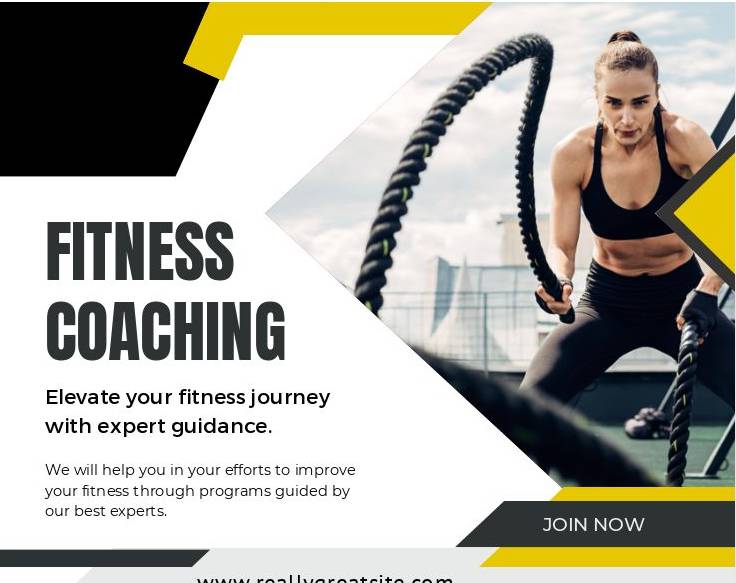 FITNESS
COACHING
Elevate your fitness journey
with expert guidance.
We will help you in your efforts to improve
your fitness through programs guided by
our best experts.
JOIN NOW
www.reallygreatsite.com